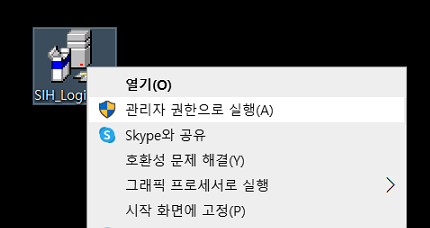 SIH_Logi
열기(O)
관리자 권한으로 실행(A)
Skype와 공유
호환성 문제 해결(Y)
그래픽 프로세서로 실행
시작 화면에 고정(P)